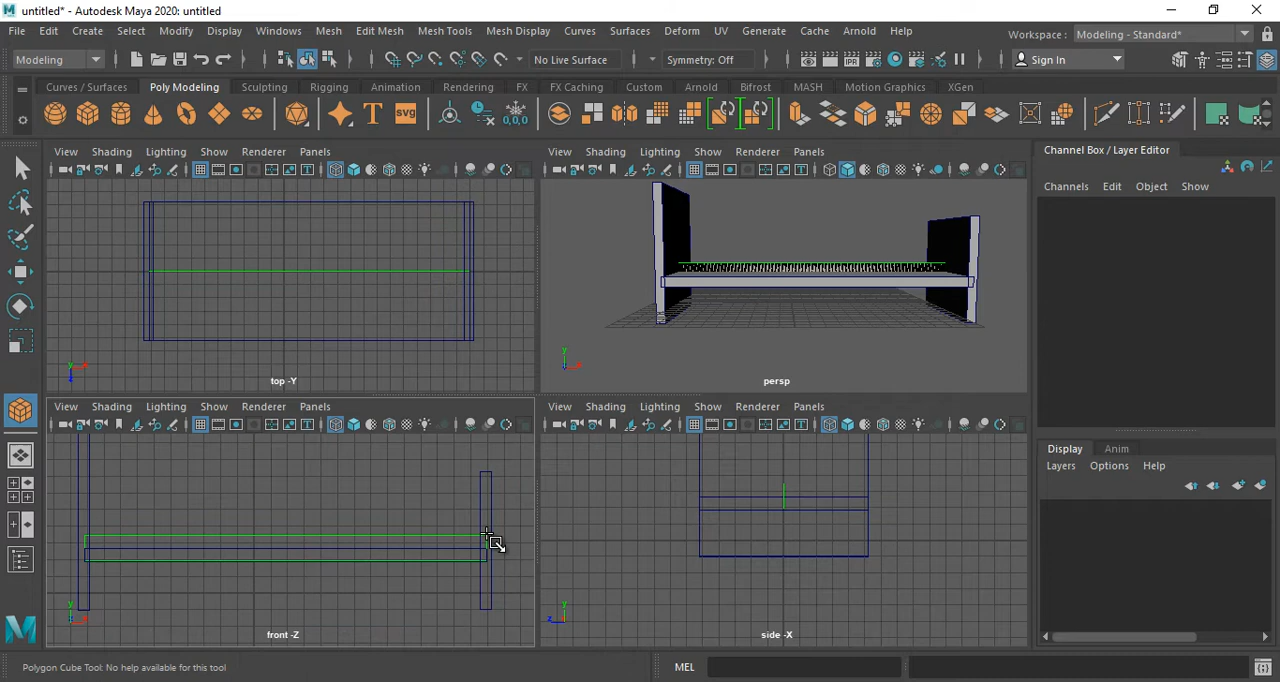 untitled* - Autodesk Maya 2020: untitled
File Edit Create Select Modify Display Windows Mesh Edit Mesh Mesh Tools Mesh Display Curves Surfaces Deform UV Generate Cache Arnold Help Workspace : Modeling - Standard*
Modeling No Live Surface Symmetry: Off IPR Sign In
Curves / Surfaces Poly Modeling Sculpting Rigging Animation Rendering FX FX Caching Custom Arnold Bifrost MASH Motion Graphics XGen
T SVG 0,0,0
View Shading Lighting Show Renderer Panels
View Shading Lighting Show Renderer Panels
Channel Box / Layer Editor
Channels Edit Object Show
top -Y
persp
View Shading Lighting Show Renderer Panels
View Shading Lighting Show Renderer Panels
Display Anim
Layers Options Help
front -Z
side -X
Polygon Cube Tool: No help available for this tool
MEL